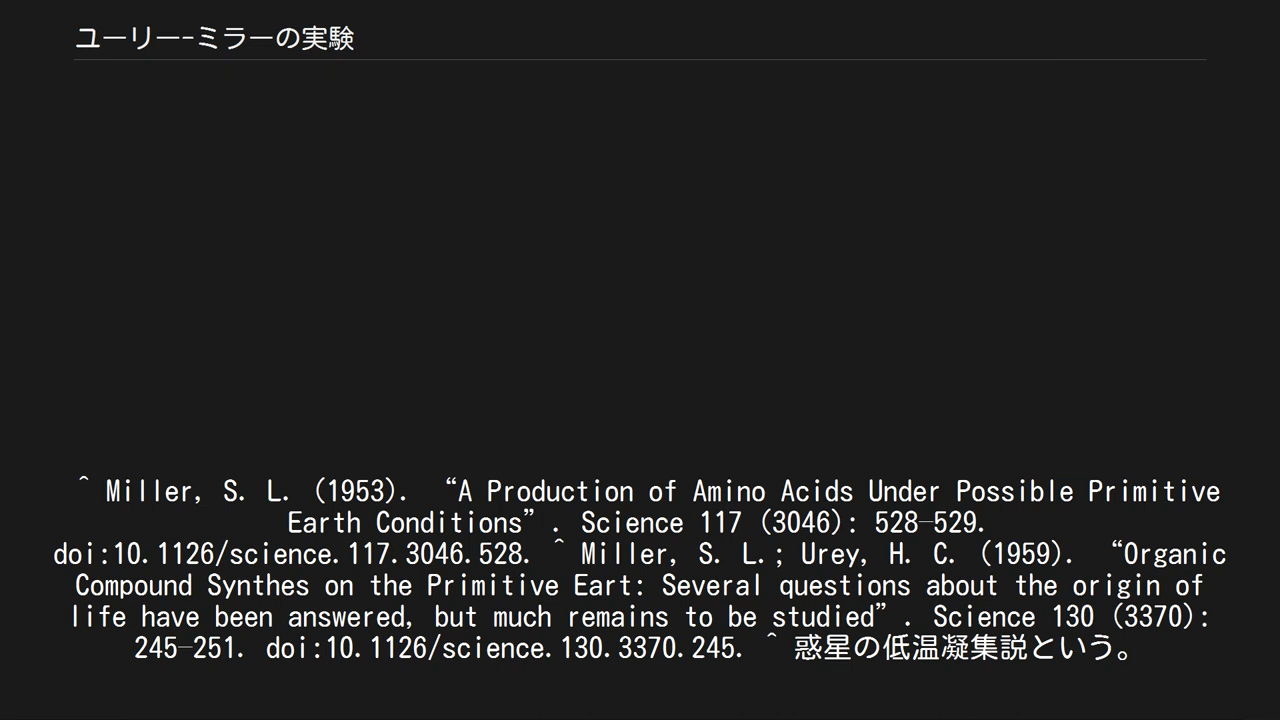 ユーリー-ミラーの実験
^ Miller, S. L. (1953). “A Production of Amino Acids Under Possible Primitive
Earth Conditions”. Science 117 (3046): 528–529.
doi:10.1126/science.117.3046.528. ^ Miller, S. L.; Urey, H. C. (1959). “Organic
Compound Synthes on the Primitive Eart: Several questions about the origin of
life have been answered, but much remains to be studied”. Science 130 (3370):
245–251. doi:10.1126/science.130.3370.245. ^ 惑星の低温凝集説という。